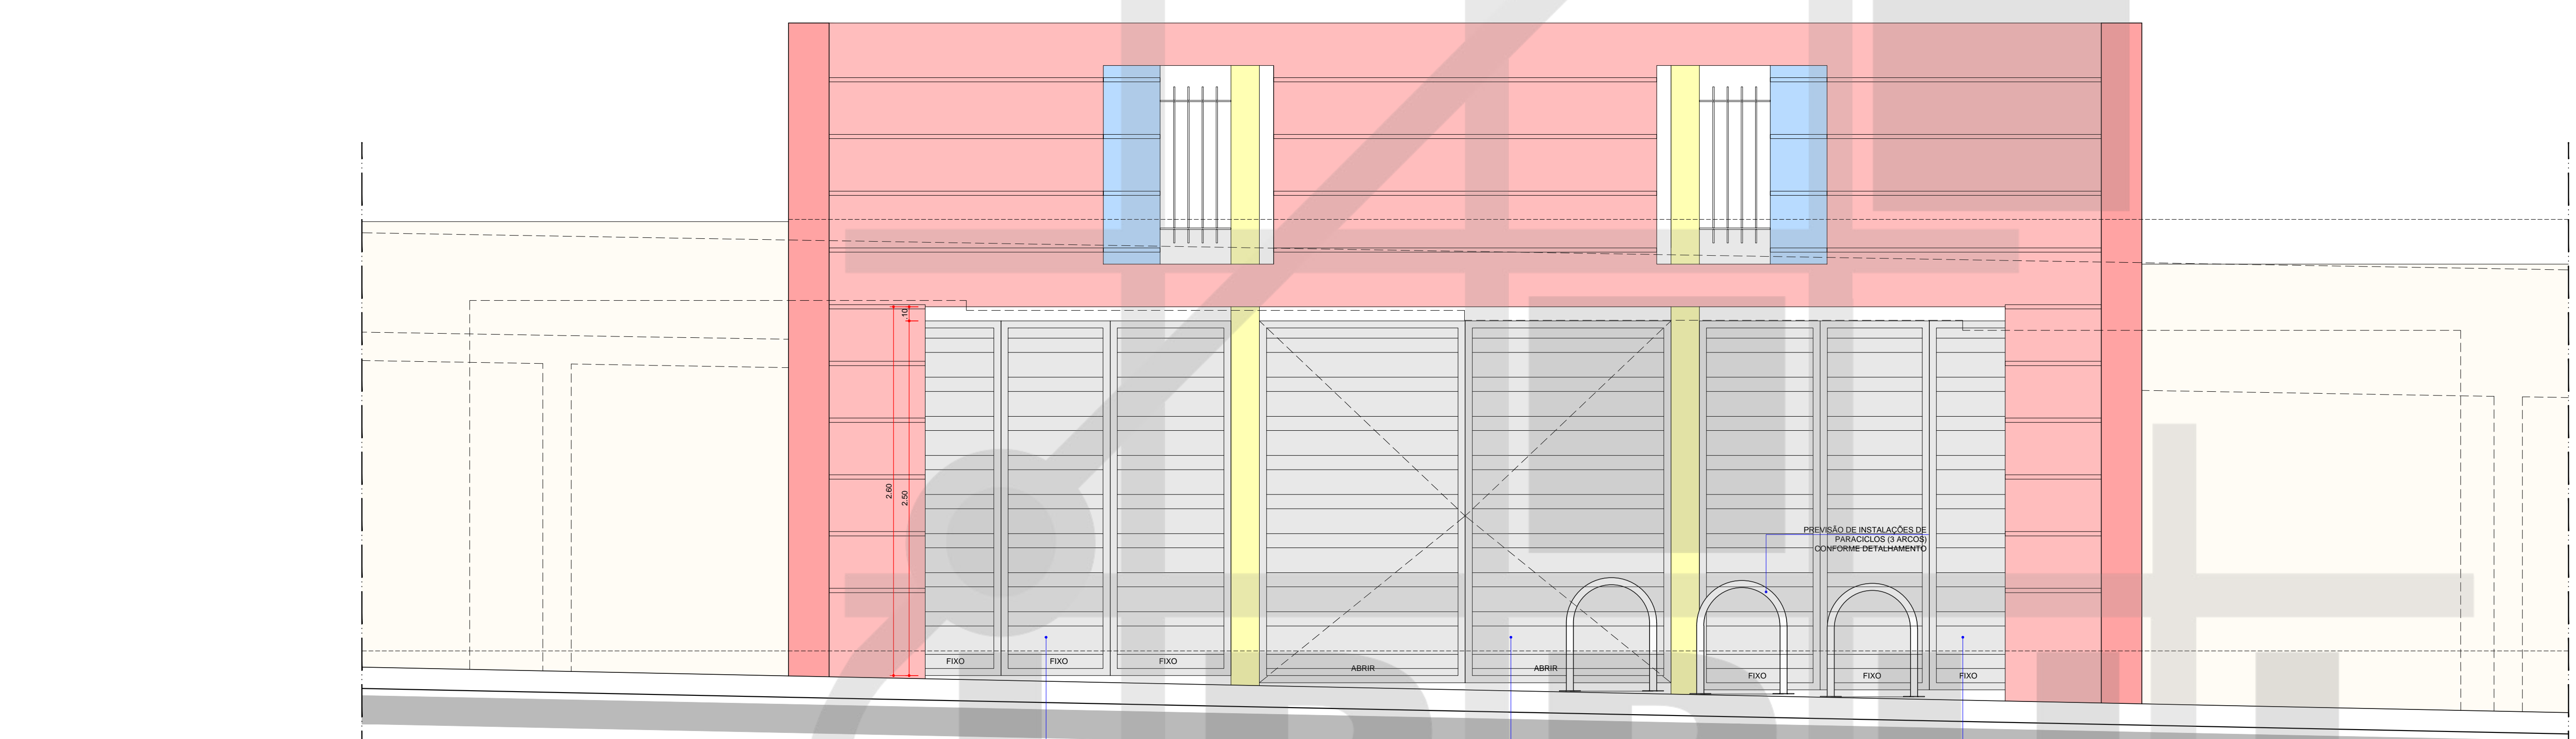 .10
2.60
2.50
PREVISÃO DE INSTALAÇÕES DE
PARACICLOS (3 ARCOS)
CONFORME DETALHAMENTO
FIXO
FIXO
FIXO
ABRIR
ABRIR
FIXO
FIXO
FIXO